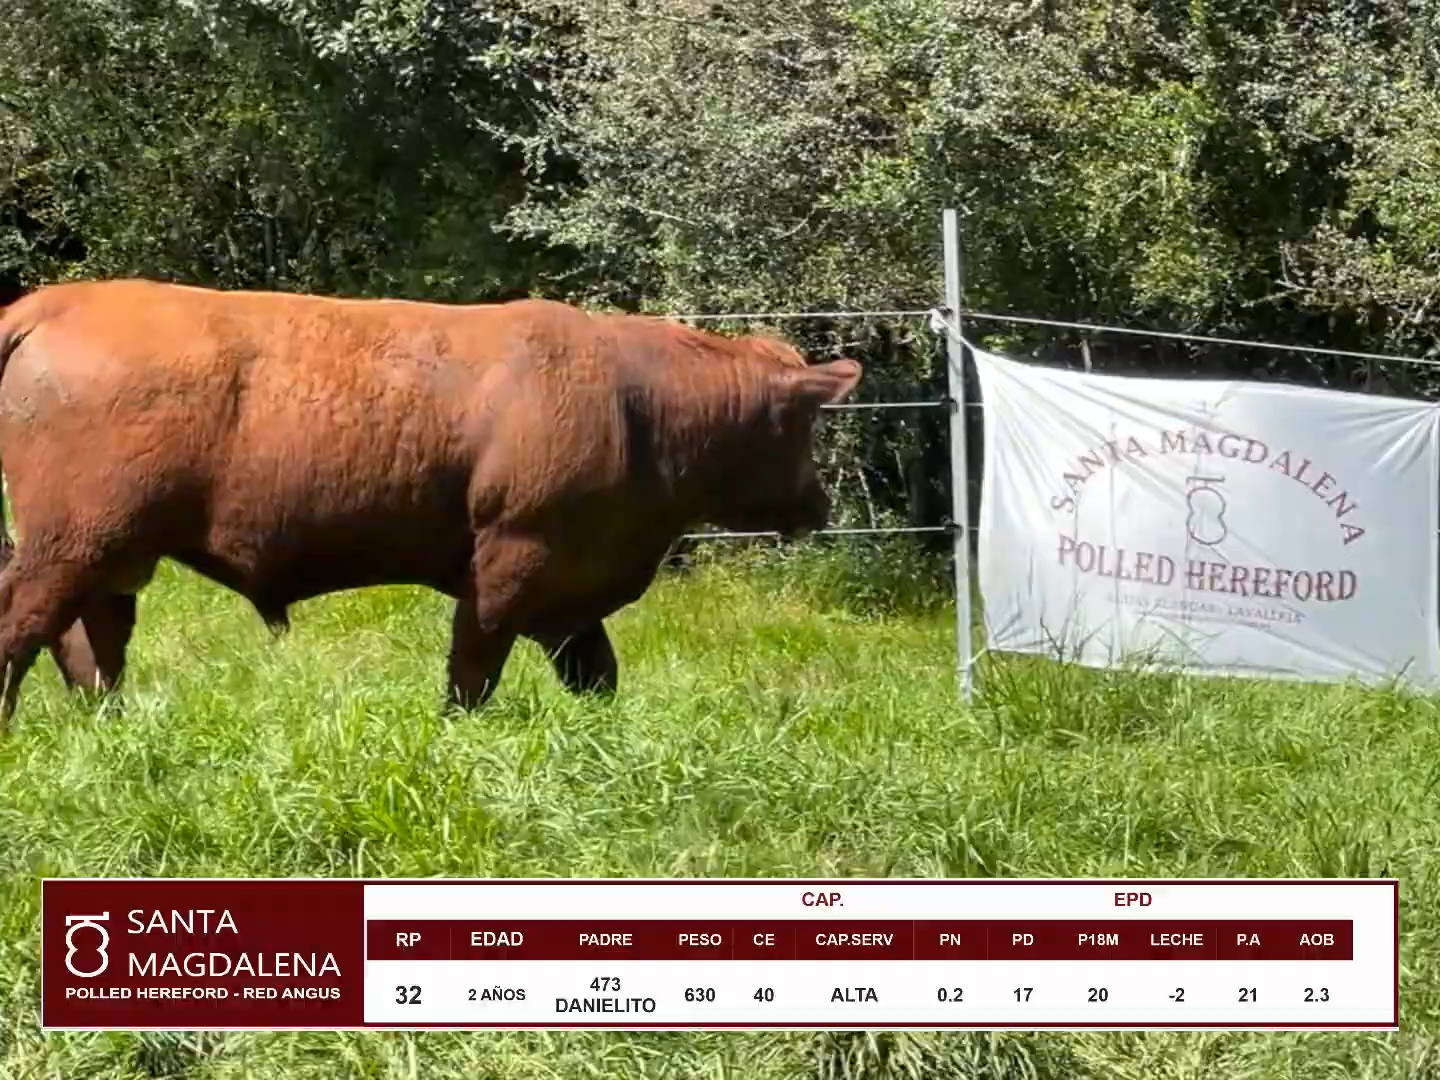 SANTA MAGDALENA
POLLED HEREFORD
LAVALLEJA
CAP.
EPD
SANTA
MAGDALENA
POLLED HEREFORD - RED ANGUS
RP EDAD PADRE PESO CE CAP.SERV PN PD P18M LECHE P.A AOB
32 2 AÑOS 473 DANIELITO 630 40 ALTA 0.2 17 20 -2 21 2.3